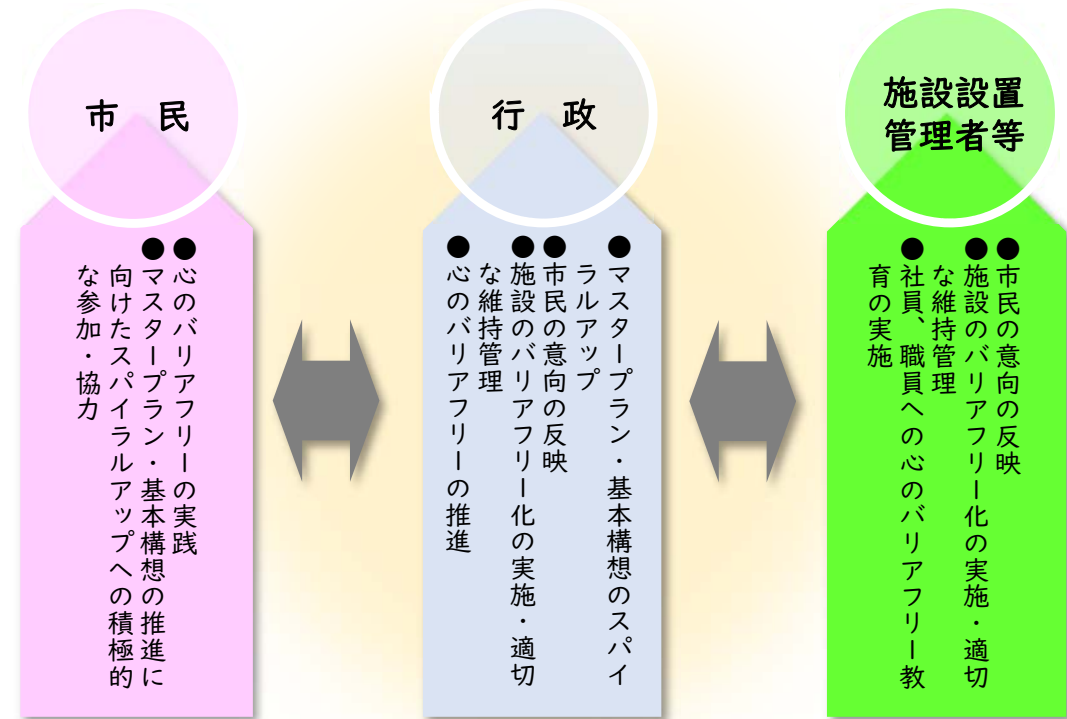 市　民
●心のバリアフリーの実践
●マスタープラン・基本構想の推進に
向けたスパイラルアップへの積極的
な参加・協力
行　政
●マスタープラン・基本構想のスパイ
ラルアップ
●市民の意向の反映
●施設のバリアフリー化の実施・適切
な維持管理
●心のバリアフリーの推進
施設設置
管理者等
●市民の意向の反映
●施設のバリアフリー化の実施・適切
な維持管理
●社員、職員への心のバリアフリー教
育の実施